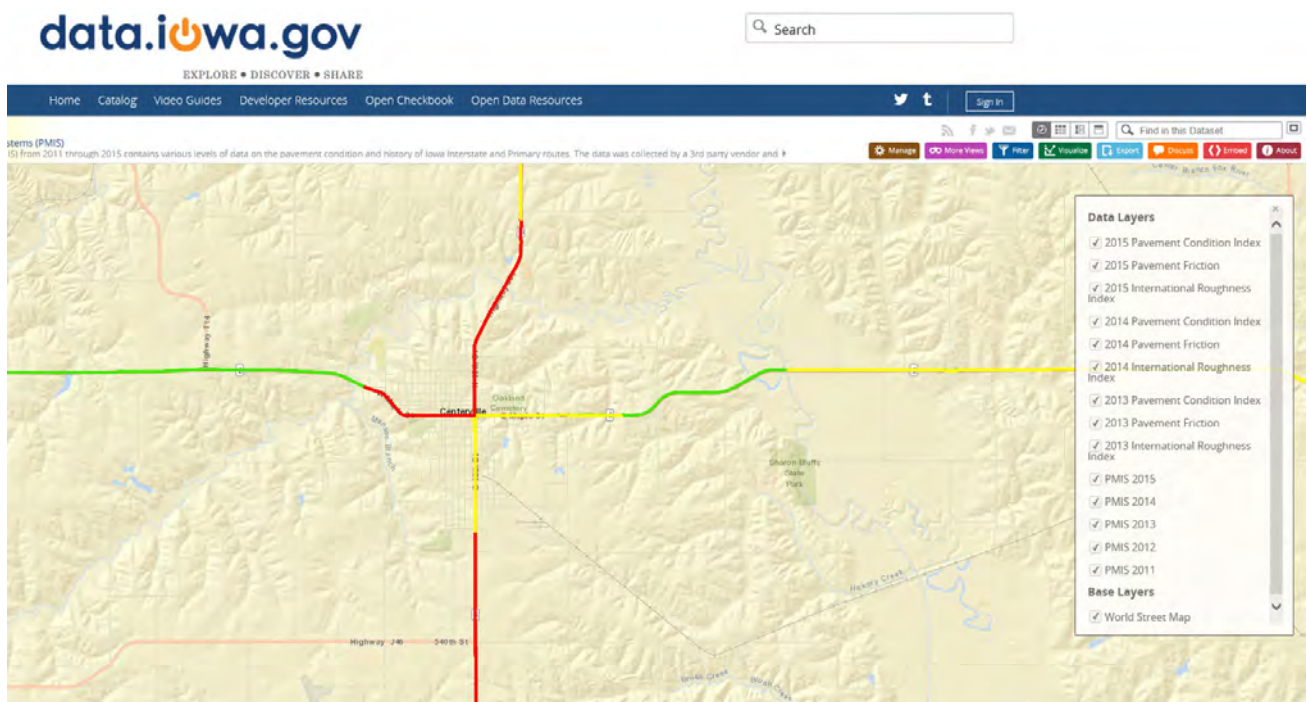 data.iowa.gov
Search
EXPLORE • DISCOVER • SHARE
Home Catalog Video Guides Developer Resources Open Checkbook Open Data Resources Sign In
stems (PMIS)
Find in this Dataset
IS) from 2011 through 2015 contains various levels of data on the pavement condition and history of Iowa Interstate and Primary routes. The data was collected by a 3rd party vendor and
Manage More Views Filter Visualize Export Discuss Embed About
Data Layers
2015 Pavement Condition Index
2015 Pavement Friction
2015 International Roughness
Index
2014 Pavement Condition Index
2014 Pavement Friction
2014 International Roughness
Index
2013 Pavement Condition Index
2013 Pavement Friction
2013 International Roughness
Index
PMIS 2015
PMIS 2014
PMIS 2013
PMIS 2012
PMIS 2011
Base Layers
World Street Map
Highway T14
Oakland
Cemetery
Centerville
Sharon Bluffs
State
Park
Hickory Creek
Highway J46 540th St